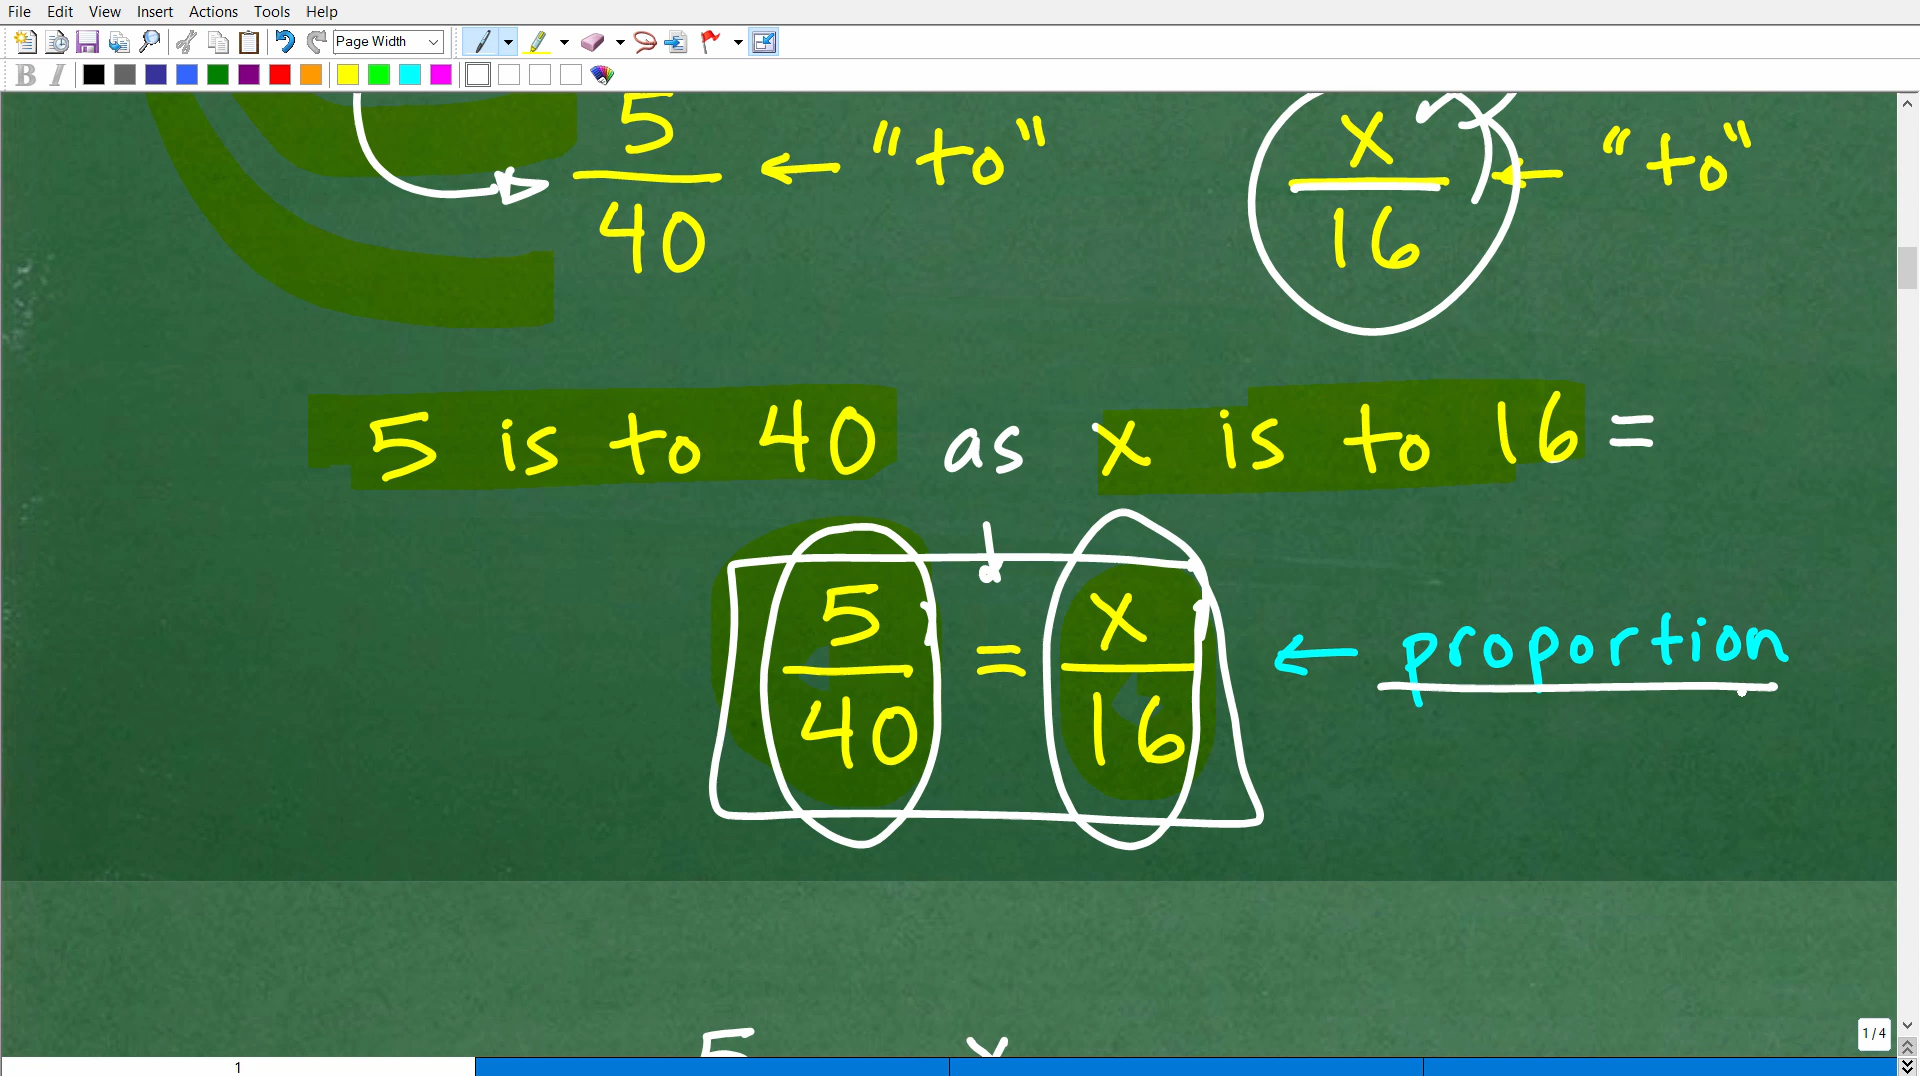 File Edit View Insert Actions Tools Help
Page Width
B I
5/40 ← "to"
x/16 ← "to"
5 is to 40 as x is to 16 =
5/40 = x/16 ← proportion
5 x
1 / 4
1